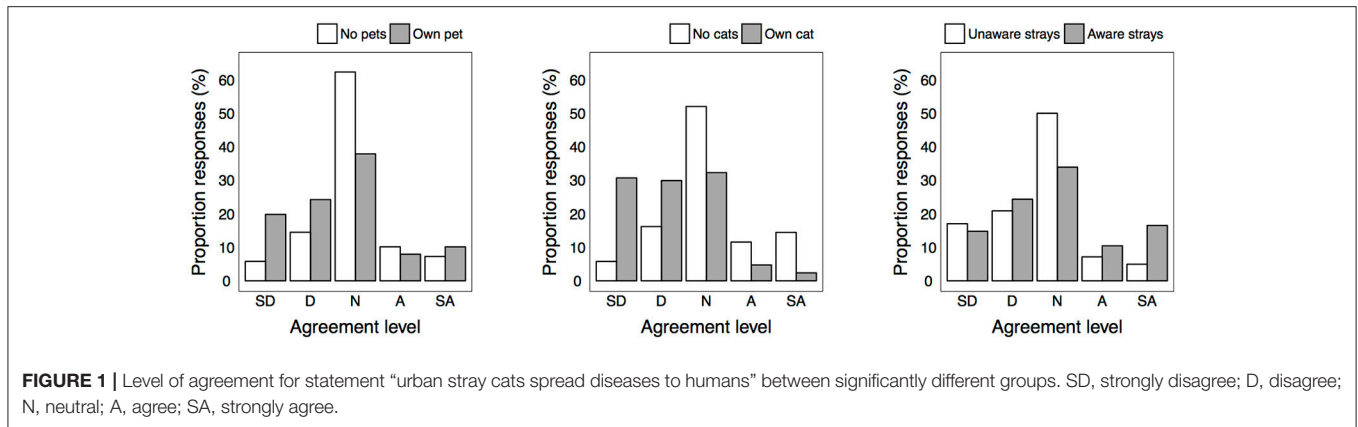 No pets Own pet
Proportion responses (%)
60
50
40
30
20
10
0
SD D N A SA
Agreement level
No cats Own cat
Proportion responses (%)
60
50
40
30
20
10
0
SD D N A SA
Agreement level
Unaware strays Aware strays
Proportion responses (%)
60
50
40
30
20
10
0
SD D N A SA
Agreement level
FIGURE 1 | Level of agreement for statement “urban stray cats spread diseases to humans” between significantly different groups. SD, strongly disagree; D, disagree;
N, neutral; A, agree; SA, strongly agree.